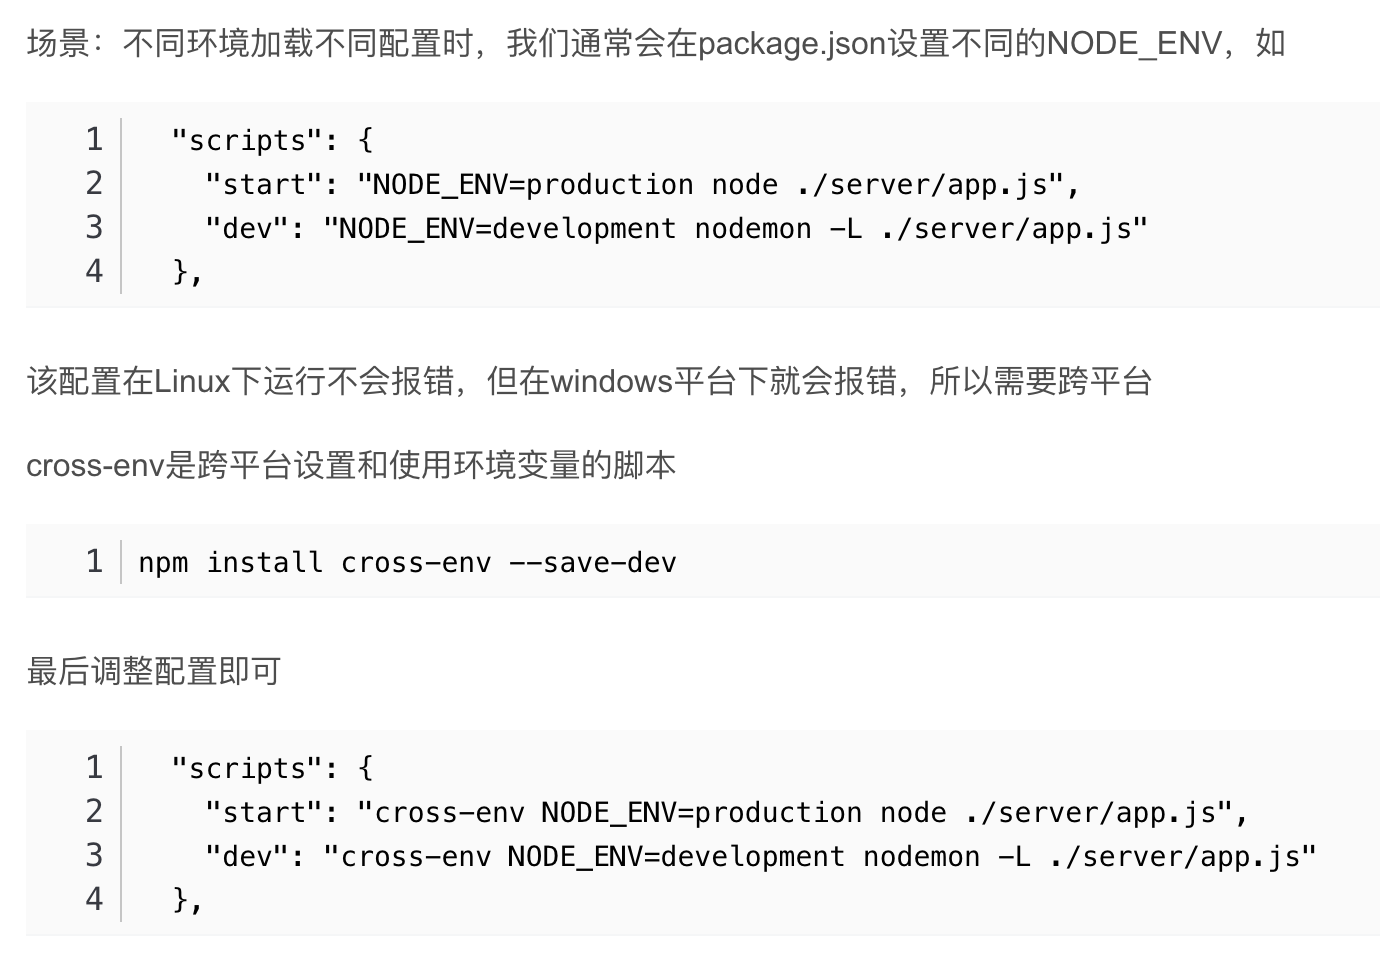 场景：不同环境加载不同配置时，我们通常会在package.json设置不同的NODE_ENV，如
1   "scripts": {
2     "start": "NODE_ENV=production node ./server/app.js",
3     "dev": "NODE_ENV=development nodemon -L ./server/app.js"
4   },
该配置在Linux下运行不会报错，但在windows平台下就会报错，所以需要跨平台
cross-env是跨平台设置和使用环境变量的脚本
1 npm install cross-env --save-dev
最后调整配置即可
1   "scripts": {
2     "start": "cross-env NODE_ENV=production node ./server/app.js",
3     "dev": "cross-env NODE_ENV=development nodemon -L ./server/app.js"
4   },